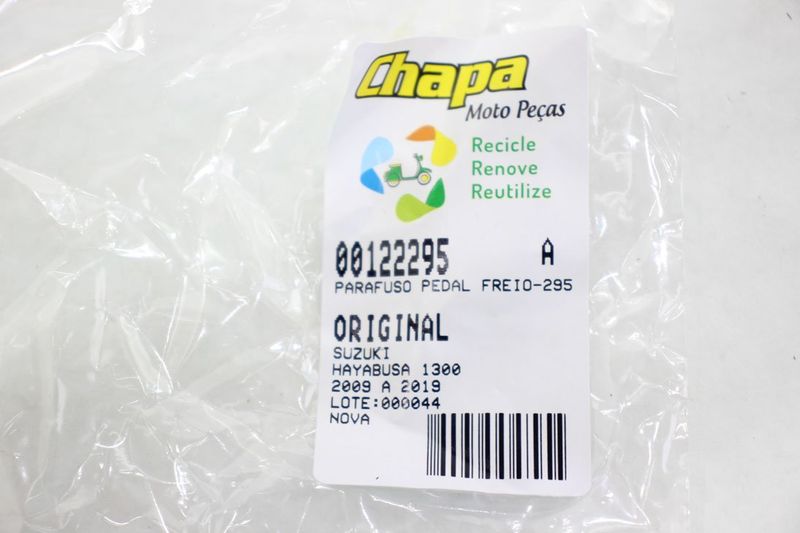 Chapa
Moto Peças
Recicle
Renove
Reutilize
00122295 A
PARAFUSO PEDAL FREIO-295
ORIGINAL
SUZUKI
HAYABUSA 1300
2009 A 2019
LOTE:000044
NOVA